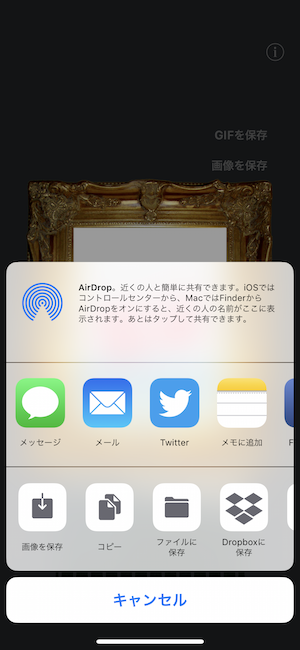 GIFを保存
画像を保存
AirDrop。近くの人と簡単に共有できます。iOSでは
コントロールセンターから、MacではFinderから
AirDropをオンにすると、近くの人の名前がここに表
示されます。あとはタップして共有できます。
メッセージ
メール
Twitter
メモに追加
F
画像を保存
コピー
ファイルに
保存
Dropboxに
保存
キャンセル